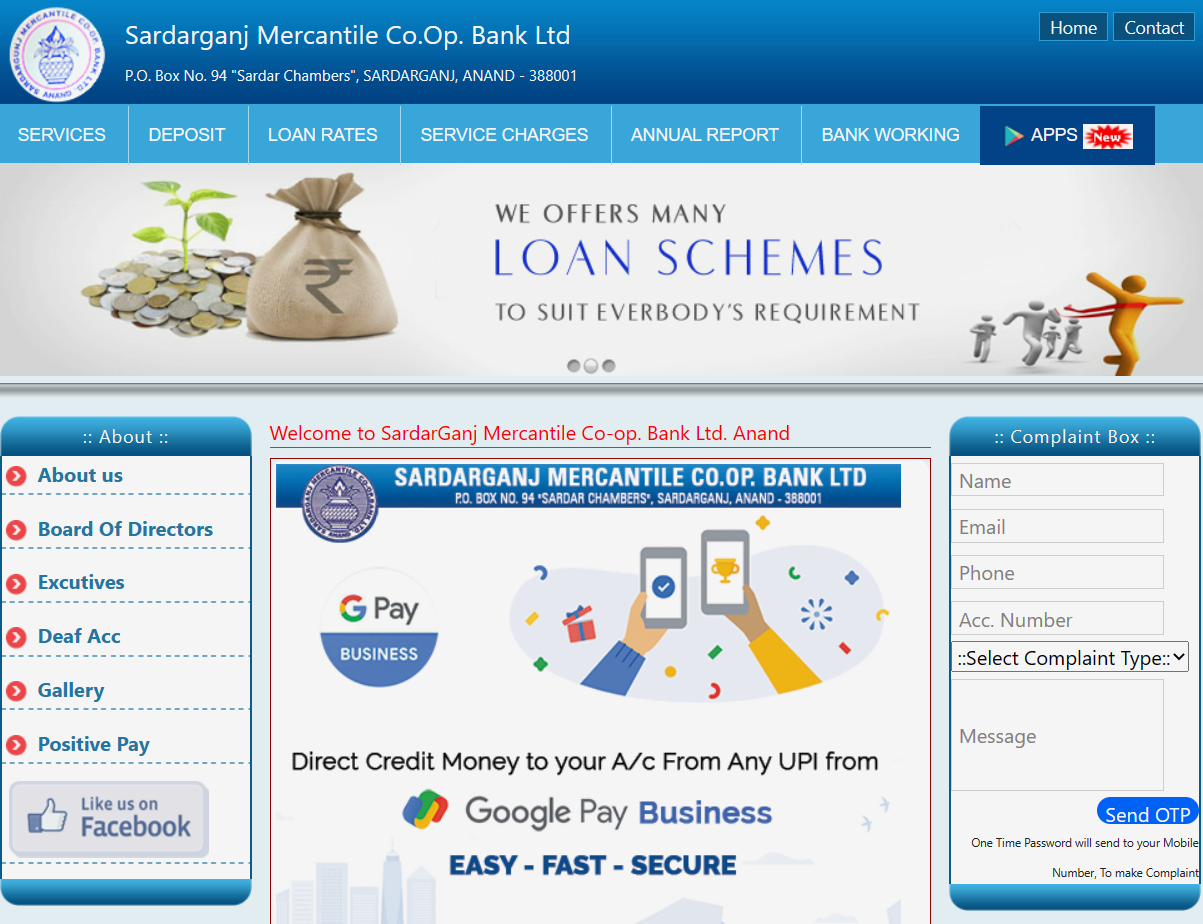 SARDARGANJ MERCANTILE CO-OP. BANK LTD.
ANAND
Sardarganj Mercantile Co.Op. Bank Ltd
P.O. Box No. 94 "Sardar Chambers", SARDARGANJ, ANAND - 388001
Home
Contact
SERVICES
DEPOSIT
LOAN RATES
SERVICE CHARGES
ANNUAL REPORT
BANK WORKING
APPS
New
WE OFFERS MANY
LOAN SCHEMES
TO SUIT EVERBODY'S REQUIREMENT
:: About ::
About us
Board Of Directors
Excutives
Deaf Acc
Gallery
Positive Pay
Like us on
Facebook
Welcome to SardarGanj Mercantile Co-op. Bank Ltd. Anand
SARDARGANJ MERCANTILE CO.OP. BANK LTD
P.O. BOX NO. 94 "SARDAR CHAMBERS", SARDARGANJ, ANAND - 388001
G Pay
BUSINESS
Direct Credit Money to your A/c From Any UPI from
Google Pay Business
EASY - FAST - SECURE
:: Complaint Box ::
Name
Email
Phone
Acc. Number
::Select Complaint Type::
Message
Send OTP
One Time Password will send to your Mobile
Number, To make Complaint